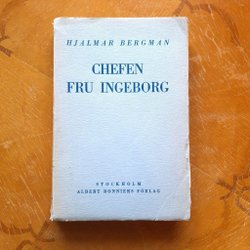 HJALMAR BERGMAN
CHEFEN
FRU INGEBORG
STOCKHOLM
ALBERT BONNIERS FÖRLAG